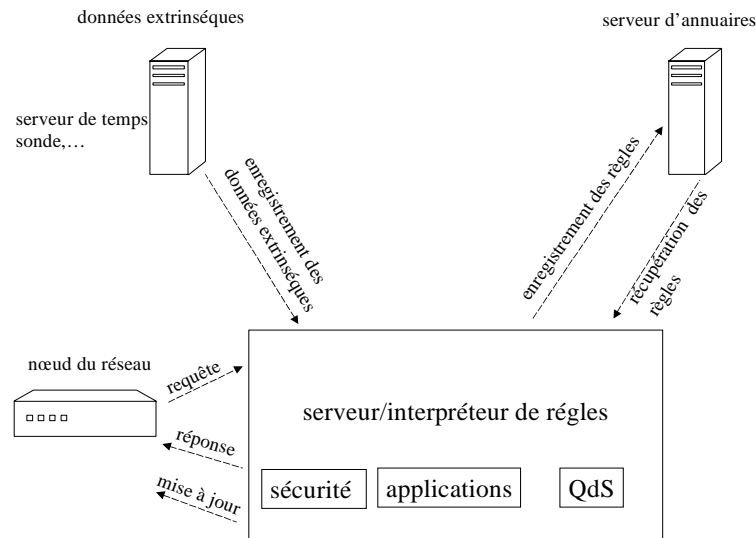 données extrinséques
serveur d'annuaires
serveur de temps
sonde,...
enregistrement des
données extrinséques
enregistrement des règles
récupération des
règles
nœud du réseau
requête
serveur/interpréteur de régles
réponse
sécurité
applications
QdS
mise à jour